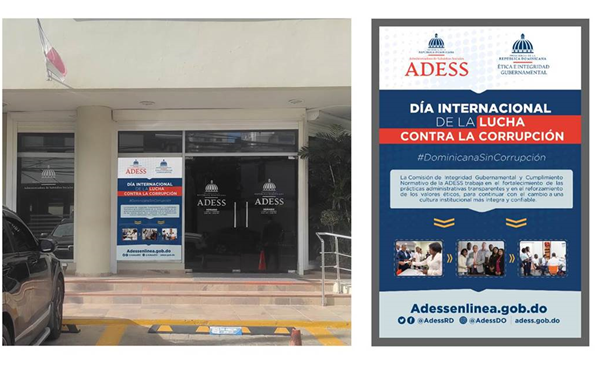 ADESS
DÍA INTERNACIONAL
DE LA LUCHA
CONTRA LA CORRUPCIÓN
Adessenlinea.gob.do
ADESS
ADESS
REPÚBLICA DOMINICANA
ADESS
REPÚBLICA DOMINICANA
ÉTICA E INTEGRIDAD
GUBERNAMENTAL
DÍA INTERNACIONAL
DE LA LUCHA
CONTRA LA CORRUPCIÓN
#DominicanaSinCorrupción
La Comisión de Integridad Gubernamental y Cumplimiento
Normativo de la ADESS trabaja en el fortalecimiento de las
prácticas administrativas transparentes y en el reforzamiento
de los valores éticos, para continuar con el cambio a una
cultura institucional más íntegra y confiable.
Adessenlinea.gob.do
@AdessRD @AdessDO adess.gob.do